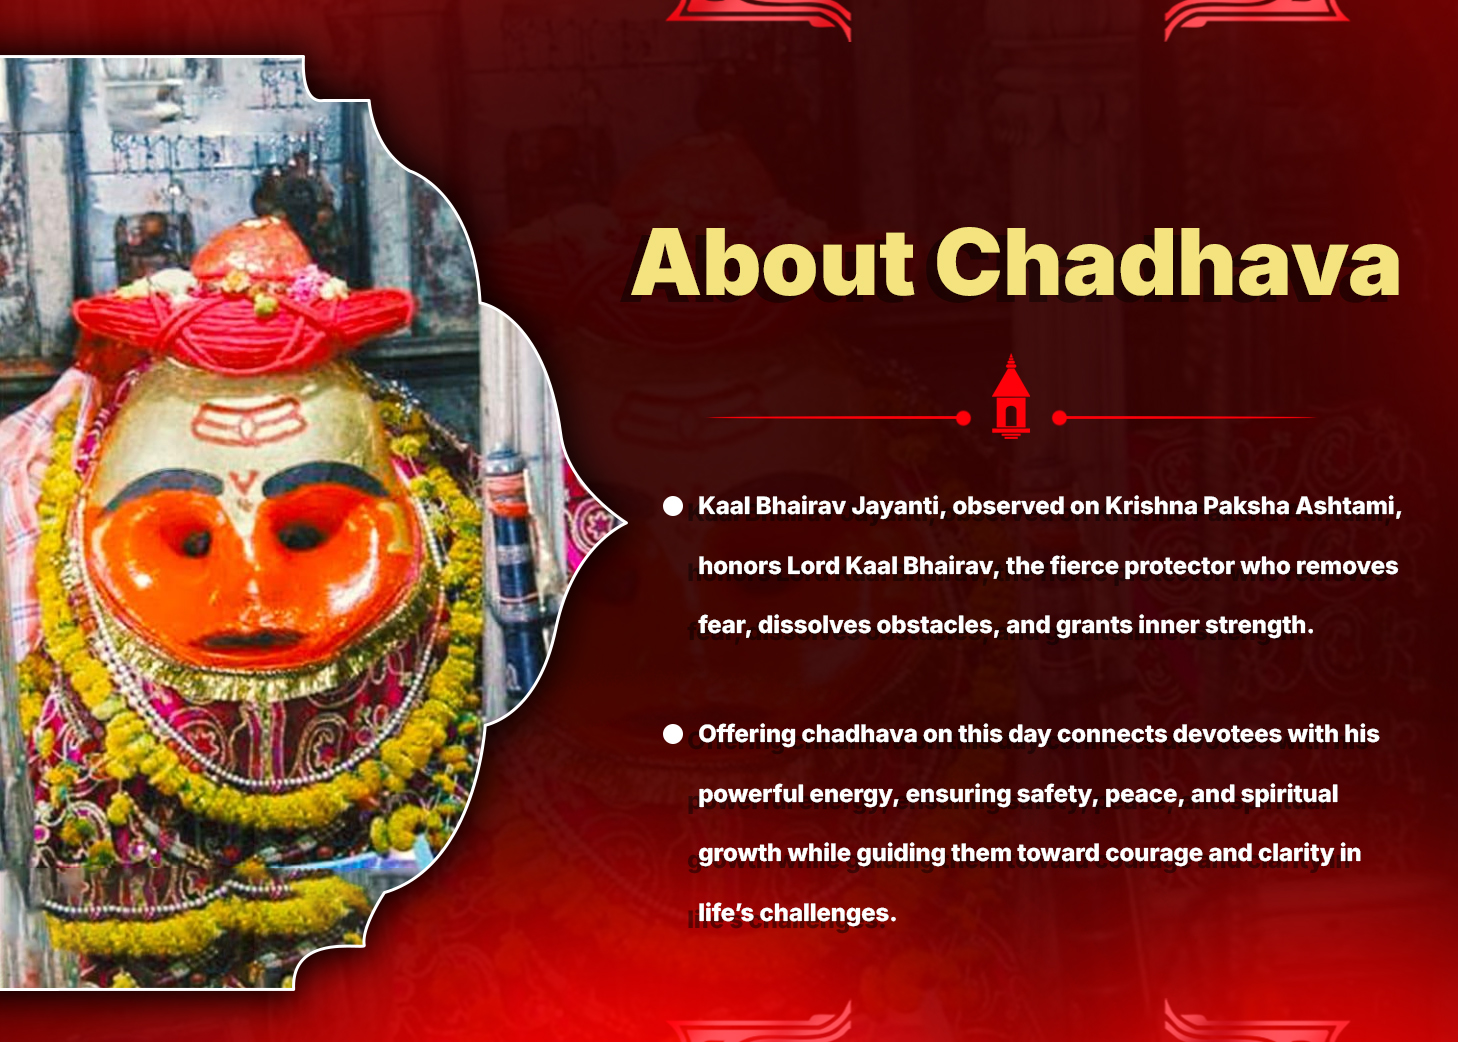 About Chadhava
Kaal Bhairav Jayanti, observed on Krishna Paksha Ashtami,
honors Lord Kaal Bhairav, the fierce protector who removes
fear, dissolves obstacles, and grants inner strength.
Offering chadhava on this day connects devotees with his
powerful energy, ensuring safety, peace, and spiritual
growth while guiding them toward courage and clarity in
life’s challenges.